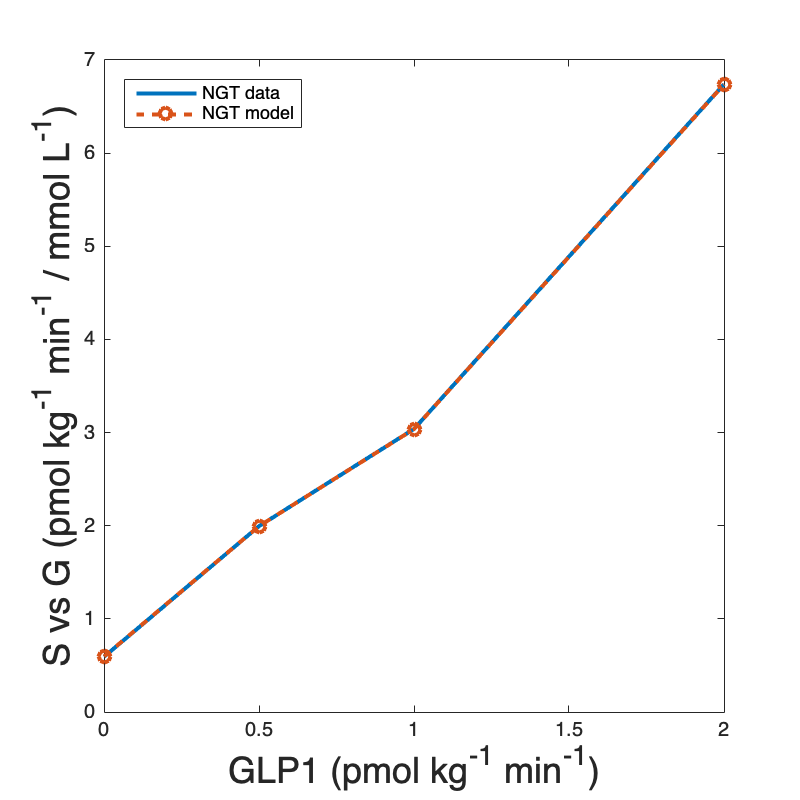 NGT data
NGT model
S vs G (pmol kg⁻¹ min⁻¹ / mmol L⁻¹)
7
6
5
4
3
2
1
0
0 0.5 1 1.5 2
GLP1 (pmol kg⁻¹ min⁻¹)